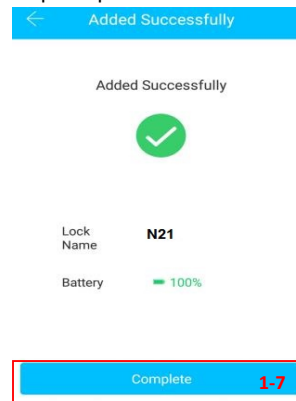 Added Successfully
Added Successfully
Lock
Name
N21
Battery
100%
Complete
1-7